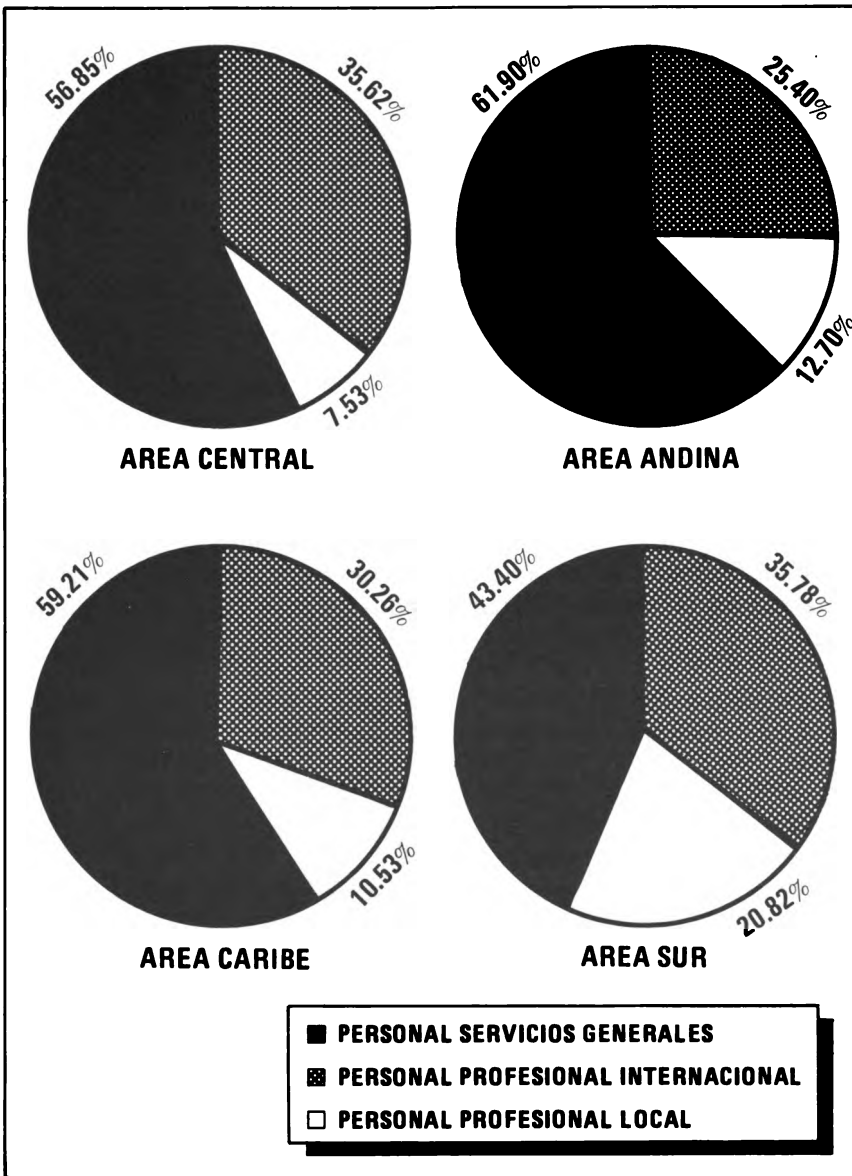 56.85%
35.62%
7.53%
AREA CENTRAL
61.90%
25.40%
12.70%
AREA ANDINA
59.21%
30.26%
10.53%
AREA CARIBE
43.40%
35.78%
20.82%
AREA SUR
PERSONAL SERVICIOS GENERALES
PERSONAL PROFESIONAL INTERNACIONAL
PERSONAL PROFESIONAL LOCAL